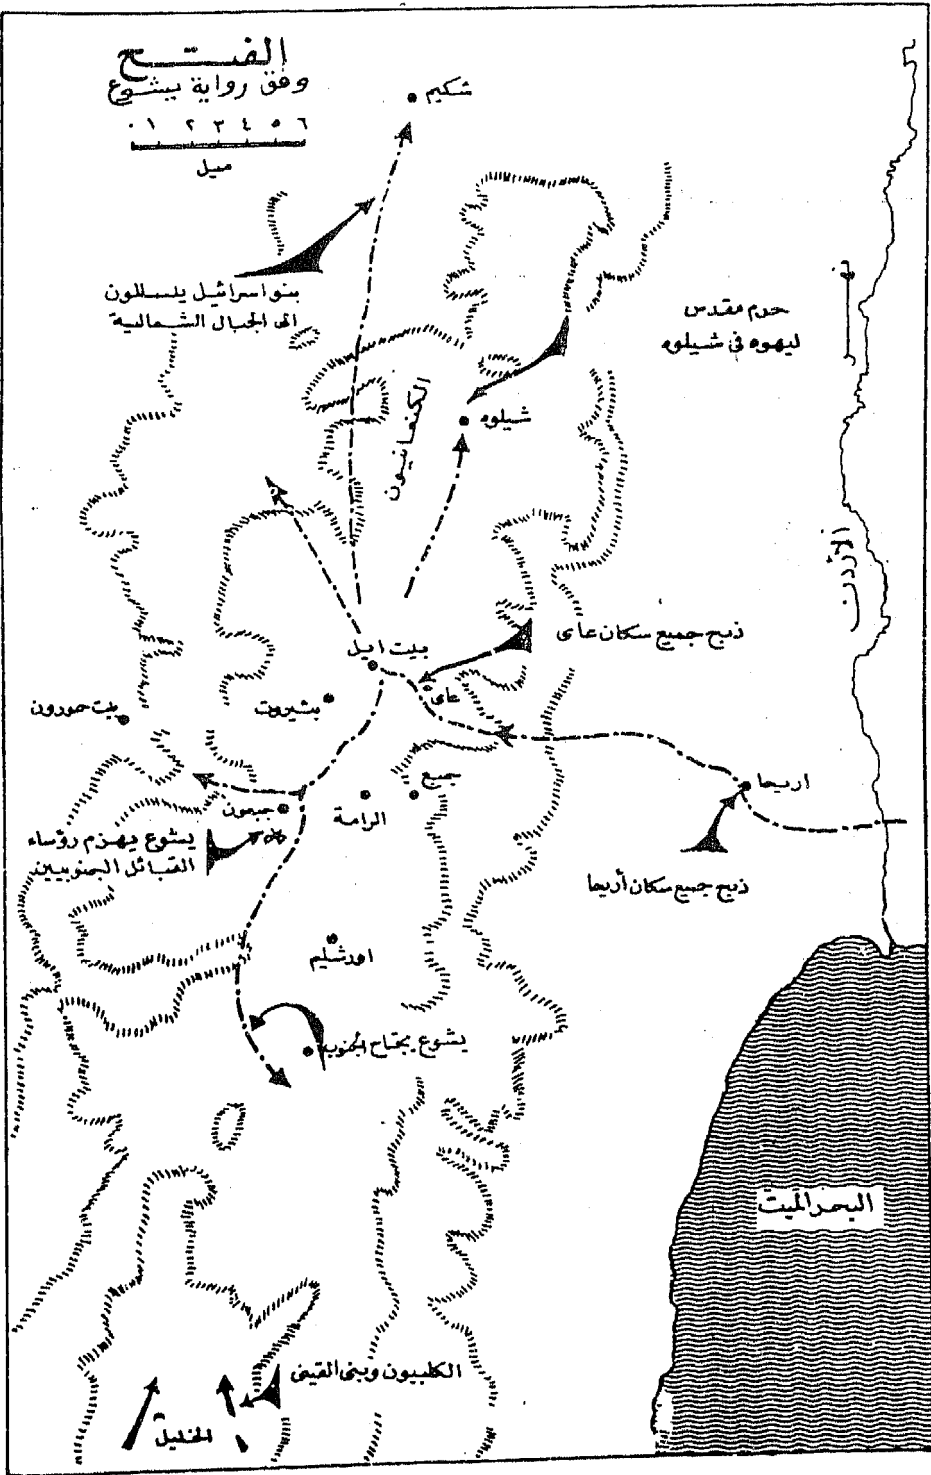 الفتح
وفق رواية يشوع
٠ ١ ٢ ٣ ٤ ٥ ٦
ميل
شكيم
بنو اسرائيل يتسللون
الى الجبال الشمالية
حرم مقدس
ليهوه في شيلوه
نهر
الكنعانيون
شيلوه
الأردن
ذبح جميع سكان عاى
بيت ايل
عاى
بيت حورون
بئيروت
اريحا
جبع
الرامة
جبعون
يشوع يهزم رؤساء
القبائل الجنوبيين
ذبح جميع سكان أريحا
اورشليم
يشوع يجتاح الجنوب
البحر الميت
الكلبيون وبنى القينى
الخليل